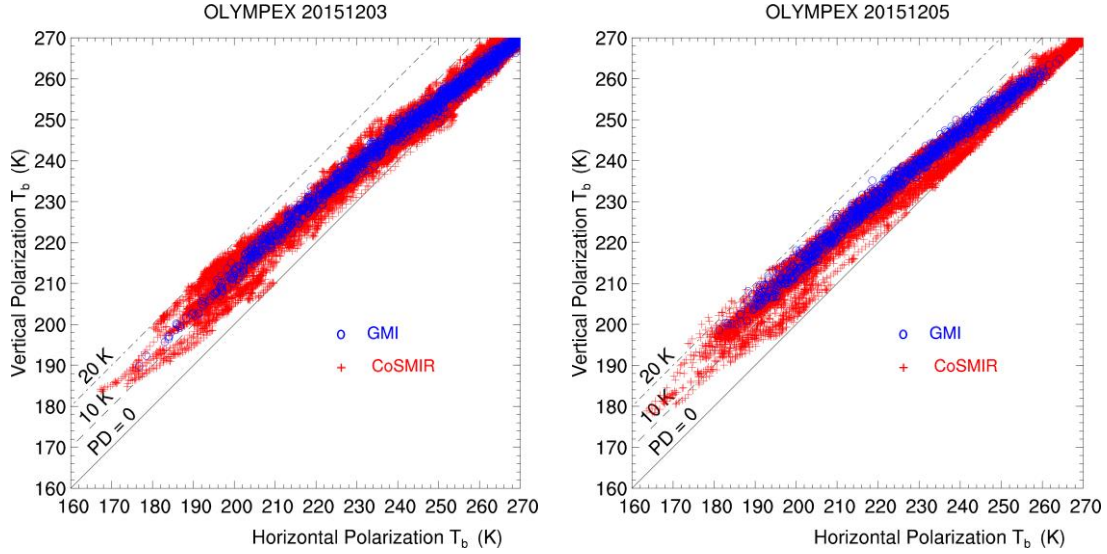 OLYMPEX 20151203
270
260
250
240
230
220
210
200
190
180
170
160
Vertical Polarization T_b (K)
20 K
10 K
PD = 0
GMI
CoSMIR
160 170 180 190 200 210 220 230 240 250 260 270
Horizontal Polarization T_b (K)
OLYMPEX 20151205
270
260
250
240
230
220
210
200
190
180
170
160
Vertical Polarization T_b (K)
20 K
10 K
PD = 0
GMI
CoSMIR
160 170 180 190 200 210 220 230 240 250 260 270
Horizontal Polarization T_b (K)